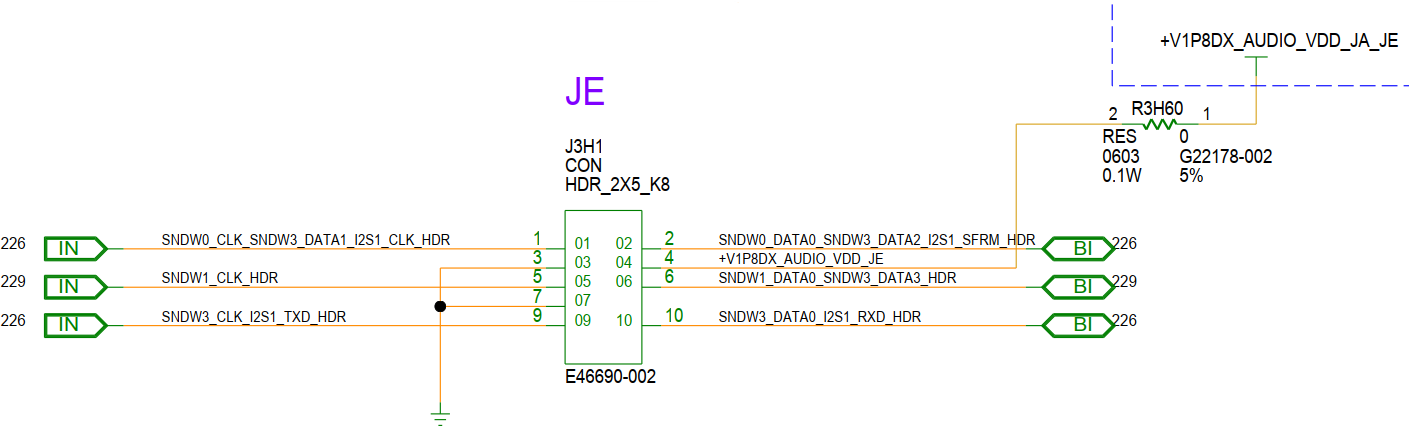 +V1P8DX_AUDIO_VDD_JA_JE
JE
2 R3H60 1
RES 0
0603 G22178-002
0.1W 5%
J3H1
CON
HDR_2X5_K8
226 IN SNDW0_CLK_SNDW3_DATA1_I2S1_CLK_HDR 1 01 02 2 SNDW0_DATA0_SNDW3_DATA2_I2S1_SFRM_HDR BI 226
3 03 04 4 +V1P8DX_AUDIO_VDD_JE
229 IN SNDW1_CLK_HDR 5 05 06 6 SNDW1_DATA0_SNDW3_DATA3_HDR BI 229
7 07
226 IN SNDW3_CLK_I2S1_TXD_HDR 9 09 10 10 SNDW3_DATA0_I2S1_RXD_HDR BI 226
E46690-002